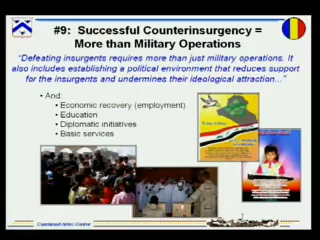 #9: Successful Counterinsurgency =
More than Military Operations
“Defeating insurgents requires more than just military operations. It
also includes establishing a political environment that reduces support
for the insurgents and undermines their ideological attraction…”
• And:
• Economic recovery (employment)
• Education
• Diplomatic initiatives
• Basic services
Combined Arms Center